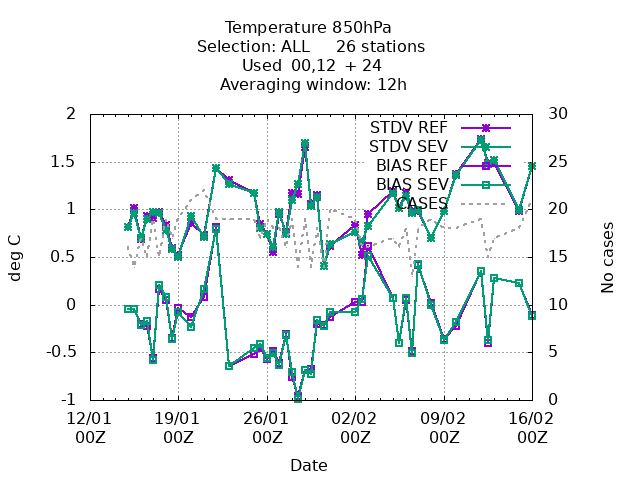 Temperature 850hPa
Selection: ALL     26 stations
Used  00,12  + 24
Averaging window: 12h
2
1.5
1
0.5
0
-0.5
-1
deg C
30
25
20
15
10
5
0
No cases
STDV REF
STDV SEV
BIAS REF
BIAS SEV
CASES
12/01 19/01 26/01 02/02 09/02 16/02
00Z 00Z 00Z 00Z 00Z 00Z
Date